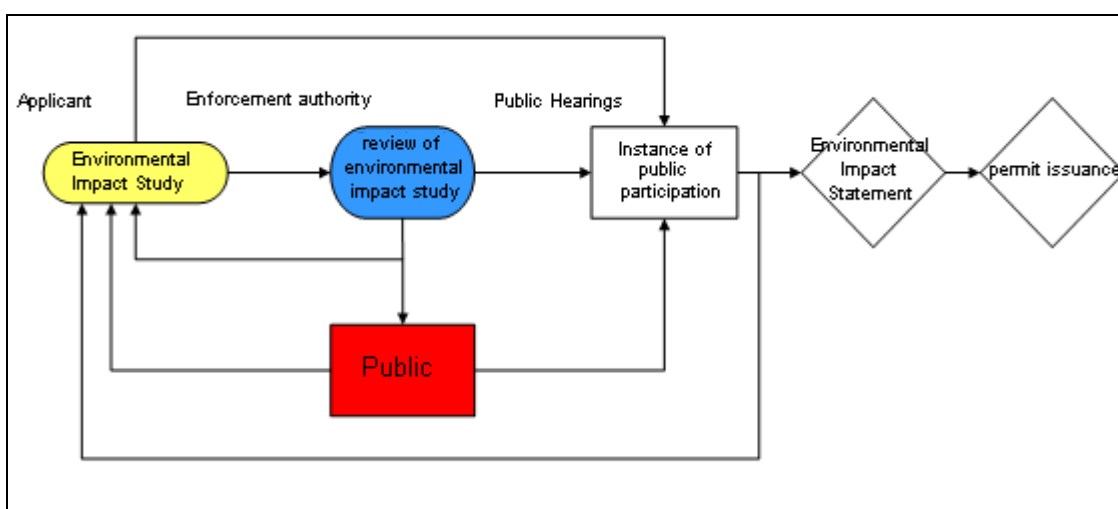 Applicant
Enforcement authority
Public Hearings
Environmental
Impact Study
review of
environmental
impact study
Instance of
public
participation
Environmental
Impact
Statement
permit issuance
Public